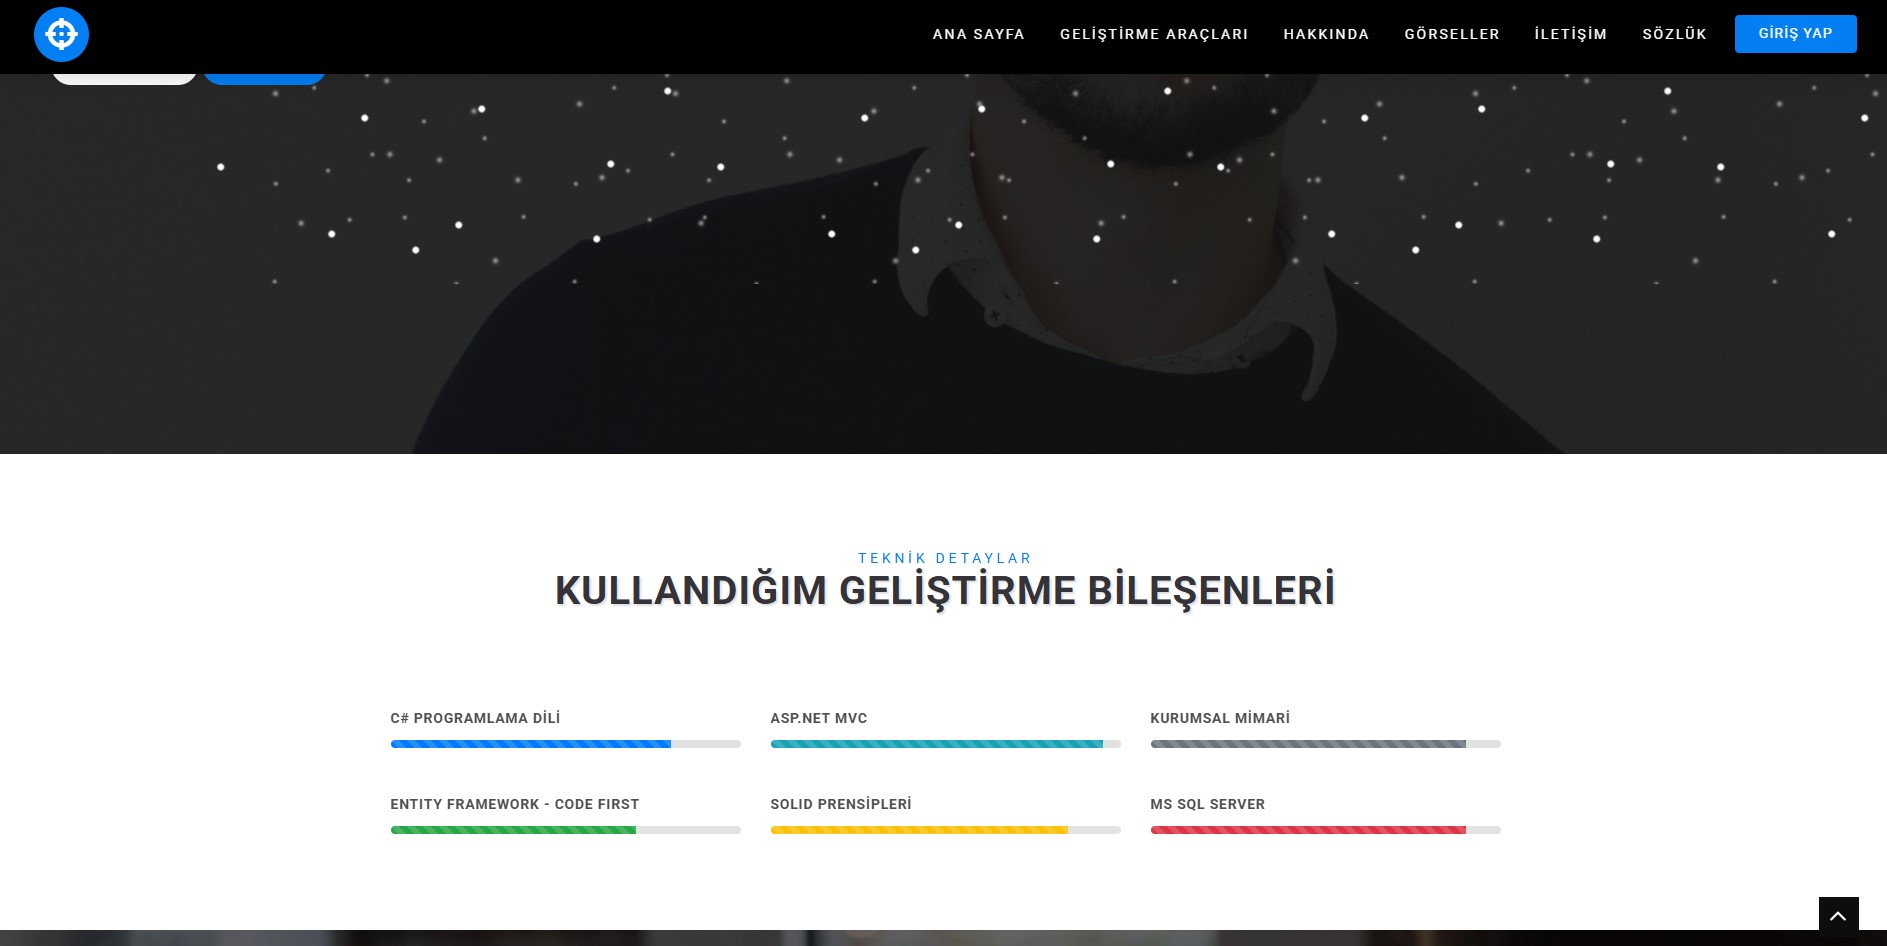 ANA SAYFA GELİŞTİRME ARAÇLARI HAKKINDA GÖRSELLER İLETİŞİM SÖZLÜK GİRİŞ YAP
TEKNİK DETAYLAR
KULLANDIĞIM GELİŞTİRME BİLEŞENLERİ
C# PROGRAMLAMA DİLİ ASP.NET MVC KURUMSAL MİMARİ
ENTITY FRAMEWORK - CODE FIRST SOLID PRENSİPLERİ MS SQL SERVER